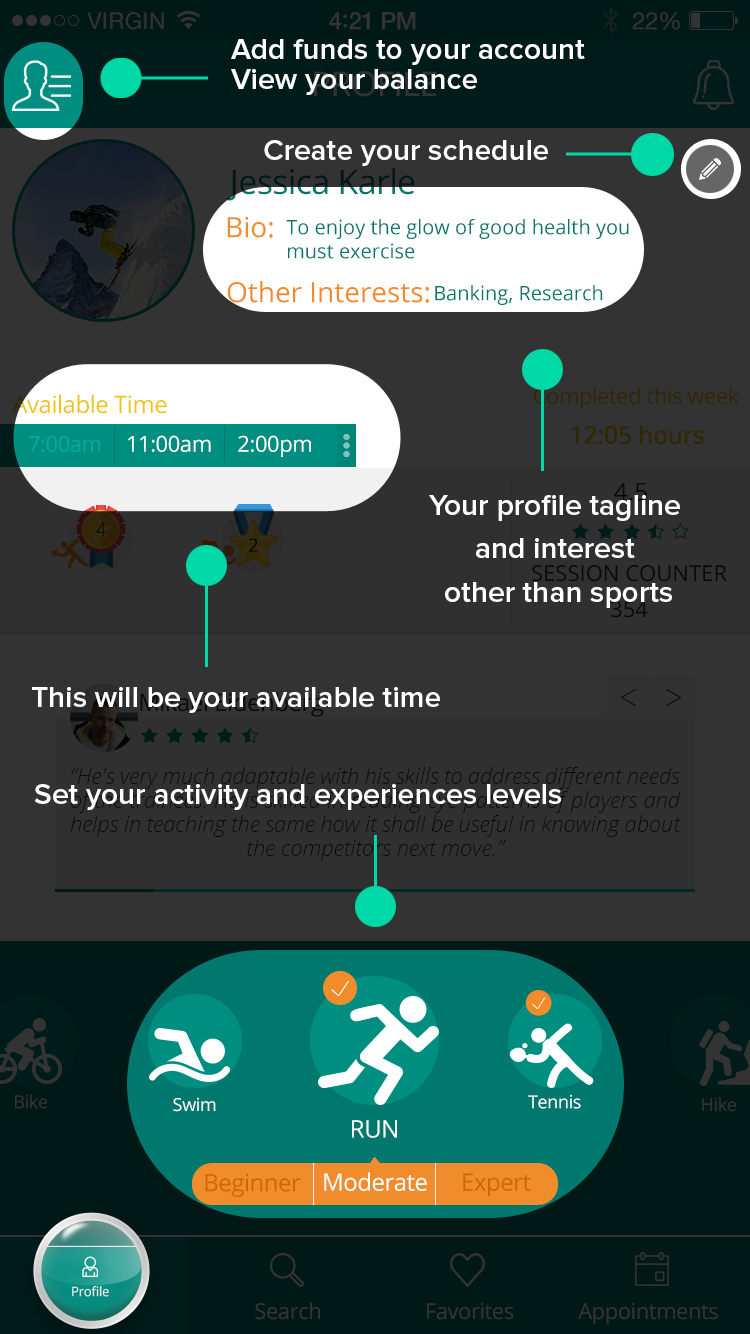 VIRGIN 4:21 PM 22%
Add funds to your account
View your balance
PROFILE
Create your schedule
Jessica Karle
Bio: To enjoy the glow of good health you
must exercise
Other Interests: Banking, Research
Available Time
7:00am 11:00am 2:00pm
Completed this week
12:05 hours
4 2
4.5
SESSION COUNTER
354
Your profile tagline
and interest
other than sports
This will be your available time
< >
Set your activity and experiences levels
“He's very much adaptable with his skills to address different needs
of players and
helps in teaching the same how it shall be useful in knowing about
the competitors next move.”
Bike
Swim
RUN
Tennis
Hike
Beginner Moderate Expert
Profile
Search
Favorites
Appointments